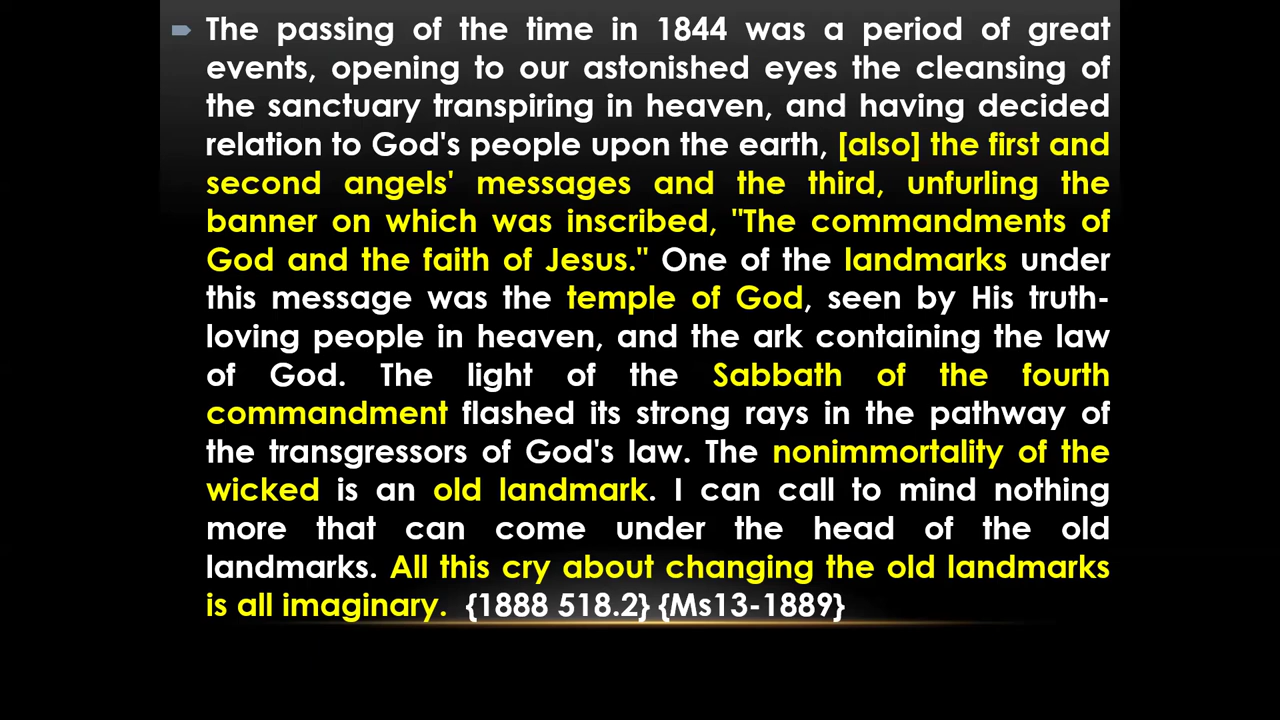 The passing of the time in 1844 was a period of great
events, opening to our astonished eyes the cleansing of
the sanctuary transpiring in heaven, and having decided
relation to God's people upon the earth, [also] the first and
second angels' messages and the third, unfurling the
banner on which was inscribed, "The commandments of
God and the faith of Jesus." One of the landmarks under
this message was the temple of God, seen by His truth-
loving people in heaven, and the ark containing the law
of God. The light of the Sabbath of the fourth
commandment flashed its strong rays in the pathway of
the transgressors of God's law. The nonimmortality of the
wicked is an old landmark. I can call to mind nothing
more that can come under the head of the old
landmarks. All this cry about changing the old landmarks
is all imaginary. {1888 518.2} {Ms13-1889}